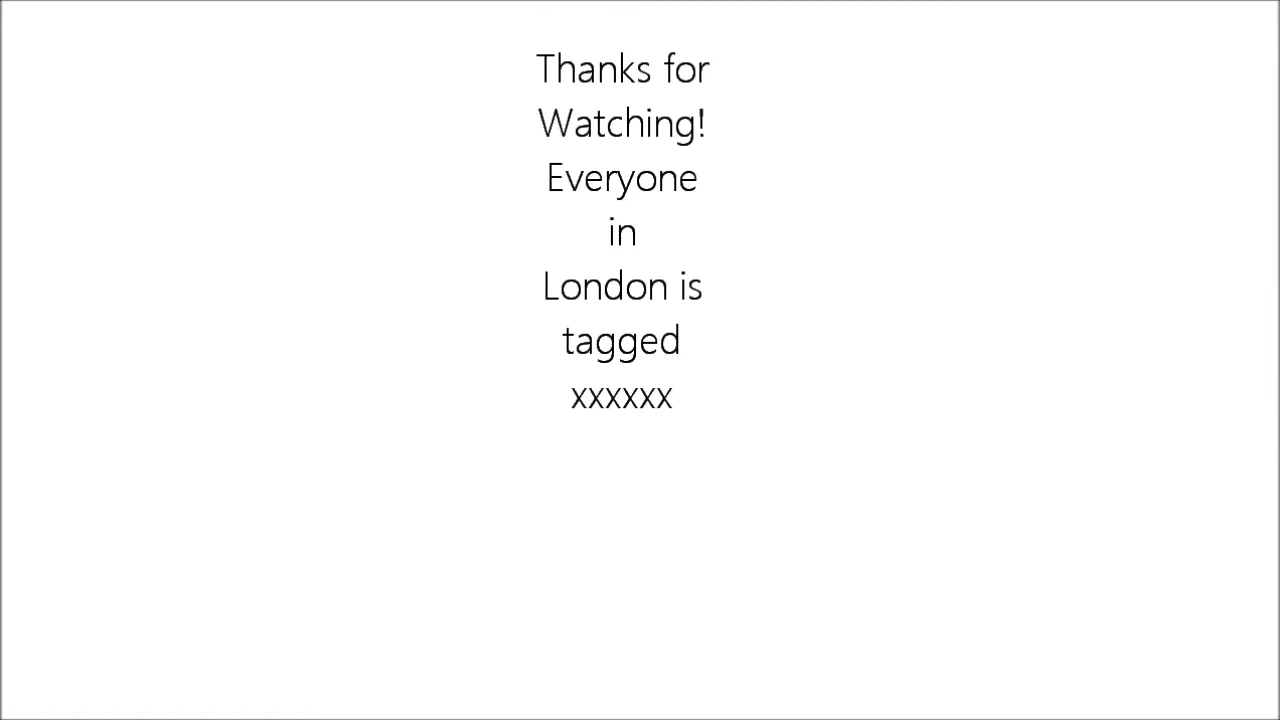 Thanks for
Watching!
Everyone
in
London is
tagged
xxxxxx